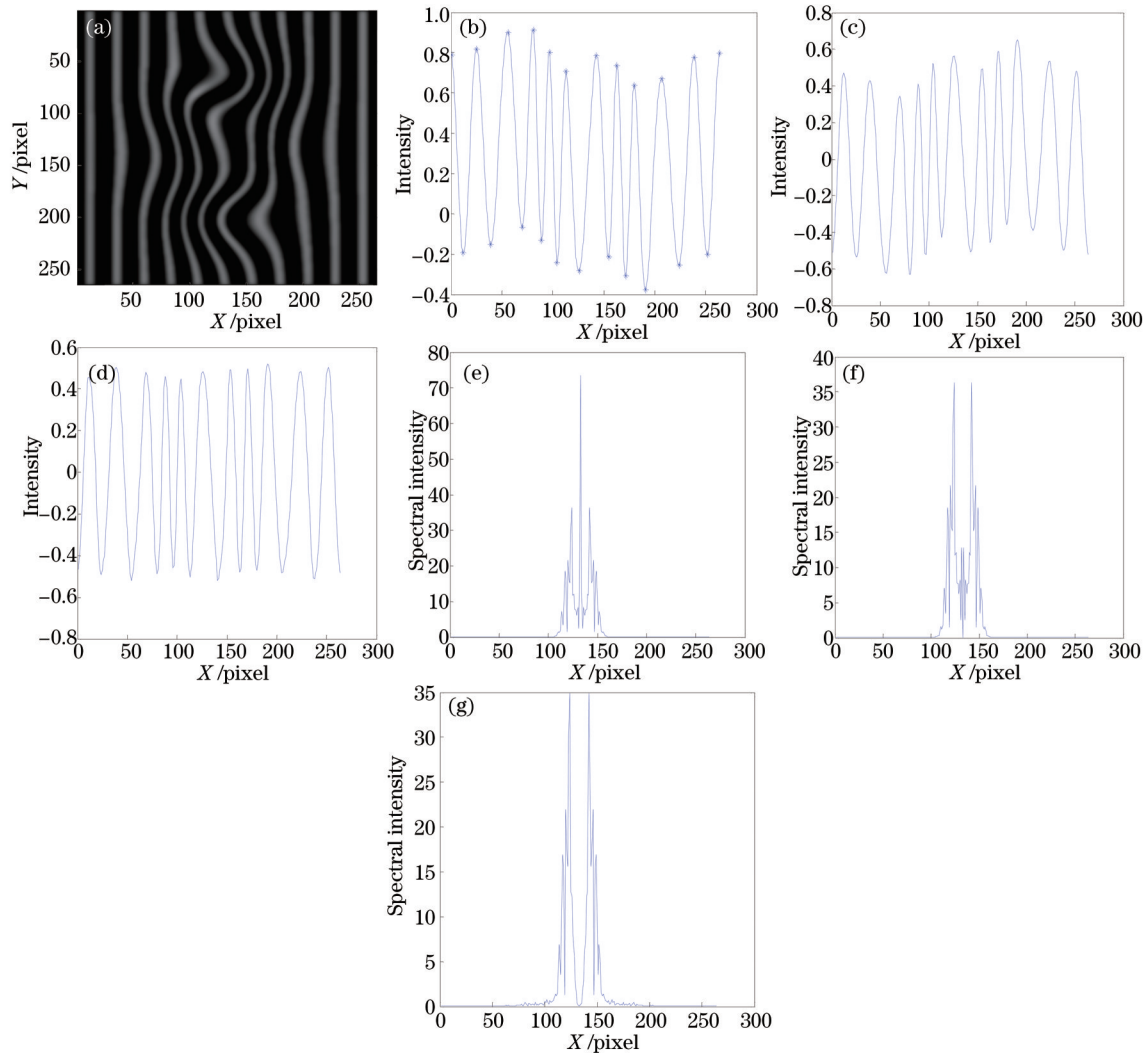 (a)
50
100
150
200
250
Y/pixel
50 100 150 200 250
X/pixel
(b)
1.0
0.8
0.6
0.4
0.2
0
−0.2
−0.4
Intensity
0 50 100 150 200 250 300
X/pixel
(c)
0.8
0.6
0.4
0.2
0
−0.2
−0.4
−0.6
−0.8
Intensity
0 50 100 150 200 250 300
X/pixel
(d)
0.6
0.4
0.2
0
−0.2
−0.4
−0.6
−0.8
Intensity
0 50 100 150 200 250 300
X/pixel
(e)
80
70
60
50
40
30
20
10
0
Spectral intensity
0 50 100 150 200 250 300
X/pixel
(f)
40
35
30
25
20
15
10
5
0
Spectral intensity
0 50 100 150 200 250 300
X/pixel
(g)
35
30
25
20
15
10
5
0
Spectral intensity
0 50 100 150 200 250 300
X/pixel